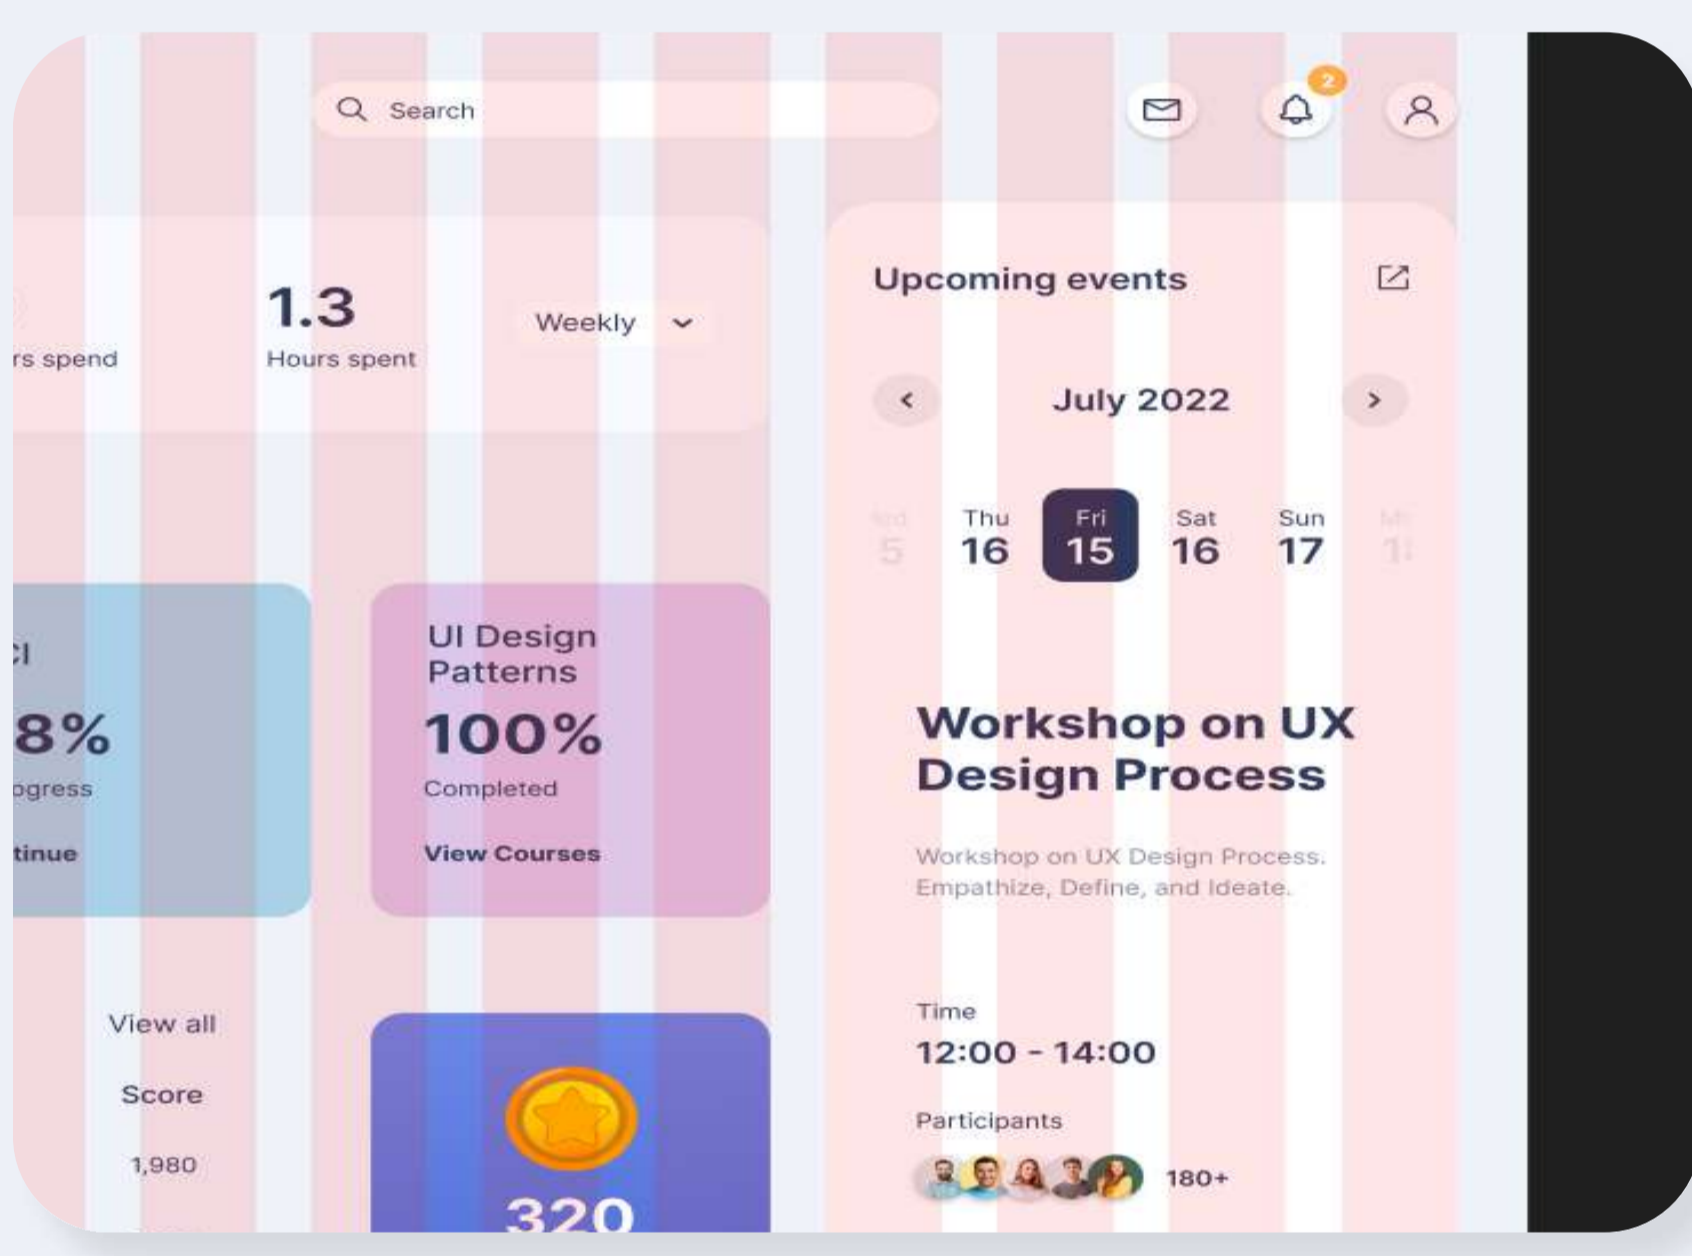 Search
2
1.3
Weekly
rs spend
Hours spent
UI Design
Patterns
8%
100%
ogress
Completed
tinue
View Courses
View all
Score
1,980
320
Upcoming events
<
July 2022
>
Thu
Fri
Sat
Sun
5
16
15
16
17
Workshop on UX
Design Process
Workshop on UX Design Process.
Empathize, Define, and Ideate.
Time
12:00 - 14:00
Participants
180+